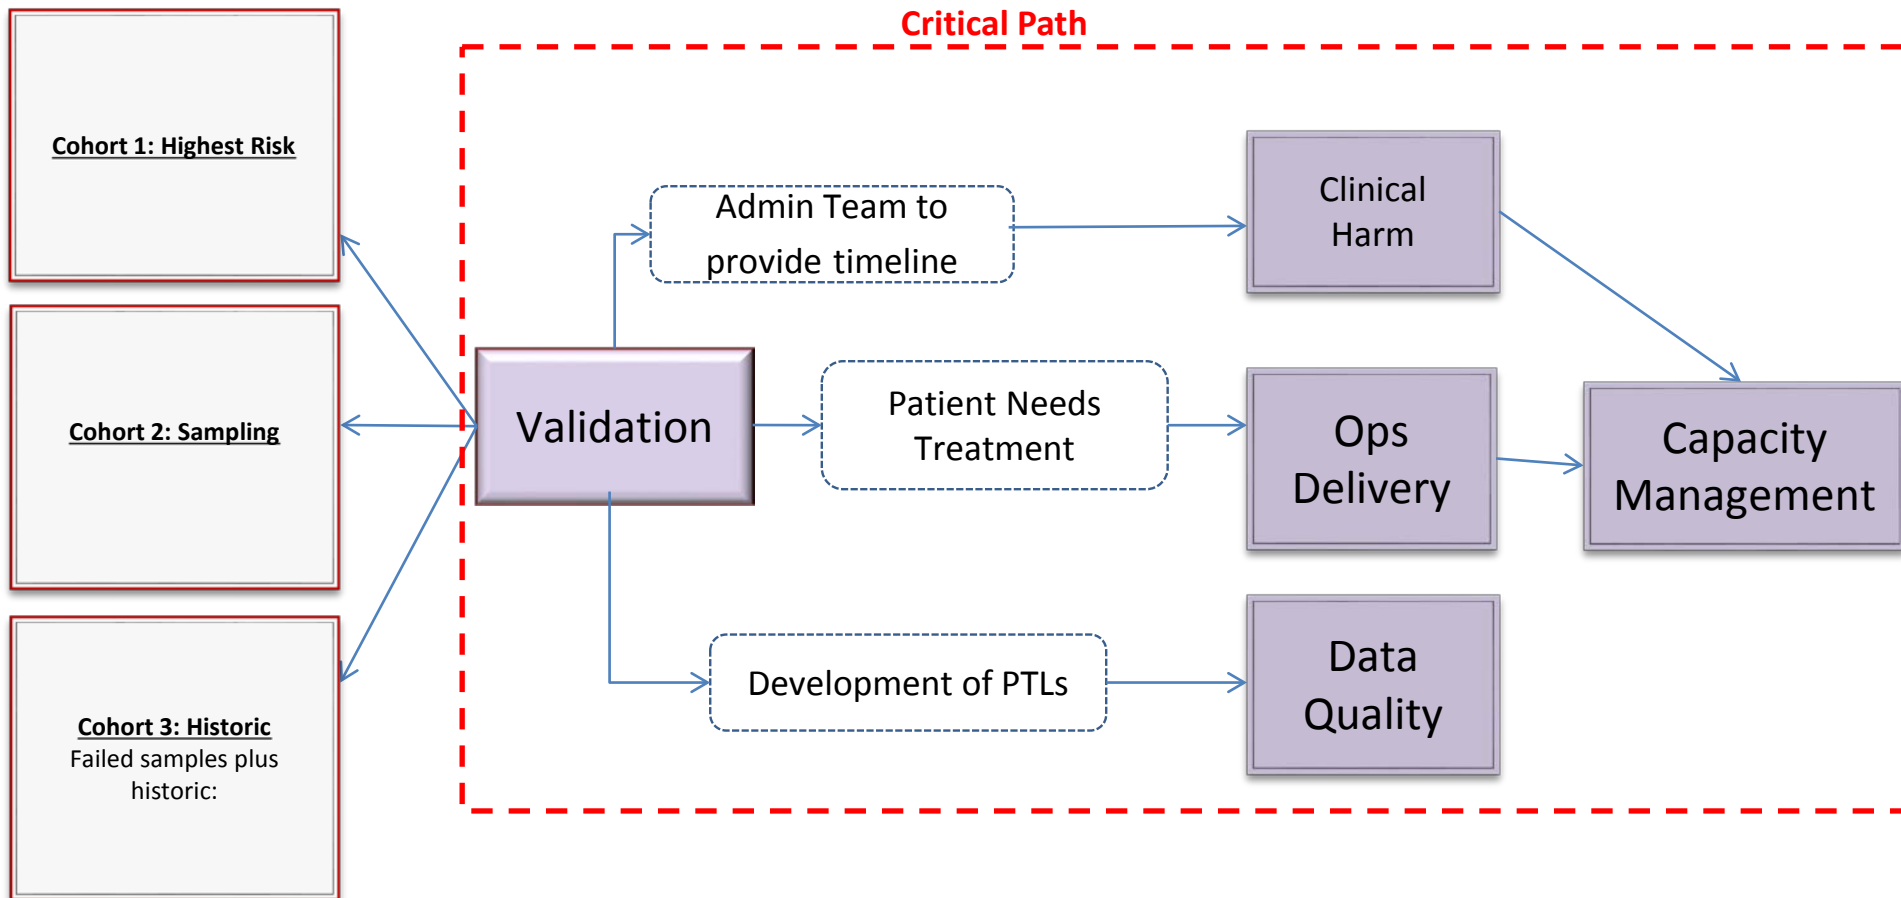 Critical Path
Cohort 1: Highest Risk
Cohort 2: Sampling
Cohort 3: Historic
Failed samples plus
historic:
Validation
Admin Team to
provide timeline
Patient Needs
Treatment
Development of PTLs
Clinical
Harm
Ops
Delivery
Data
Quality
Capacity
Management